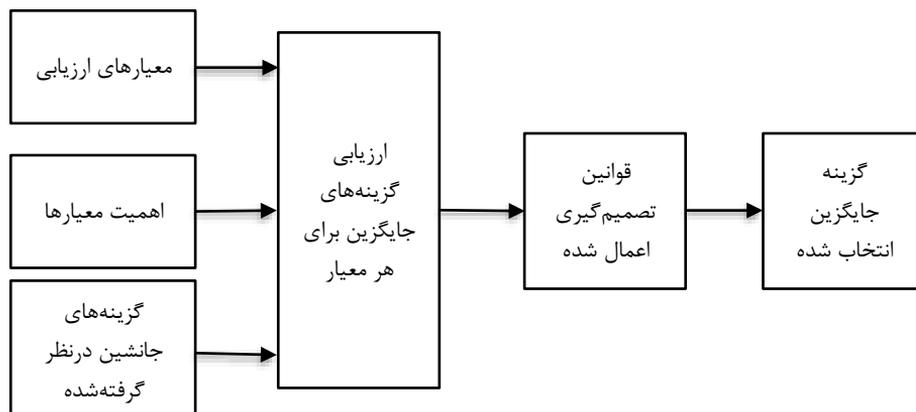 معیارهای ارزیابی
اهمیت معیارها
گزینه‌های
جانشین درنظر
گرفته‌شده
ارزیابی
گزینه‌های
جایگزین برای
هر معیار
قوانین
تصمیم‌گیری
اعمال شده
گزینه
جایگزین
انتخاب شده